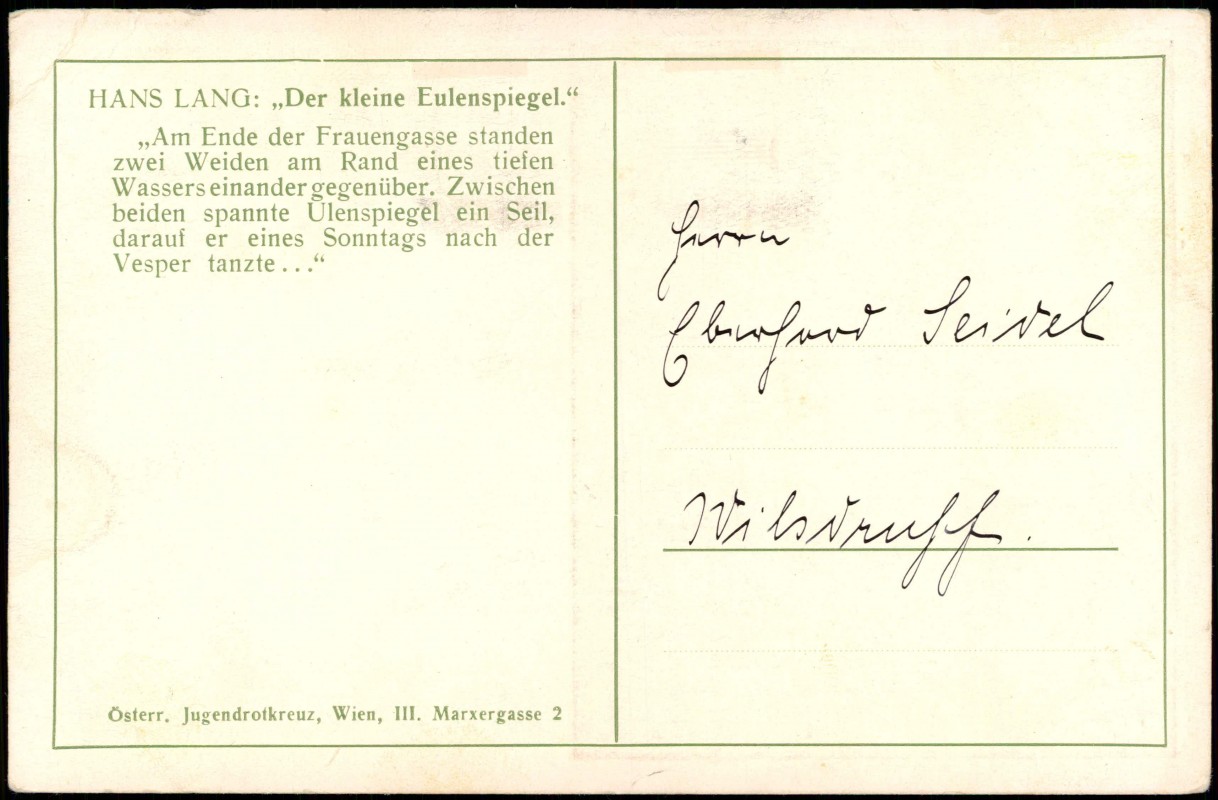 HANS LANG: „Der kleine Eulenspiegel.“
„Am Ende der Frauengasse standen
zwei Weiden am Rand eines tiefen
Wassers einander gegenüber. Zwischen
beiden spannte Ulenspiegel ein Seil,
darauf er eines Sonntags nach der
Vesper tanzte...“
Österr. Jugendrotkreuz, Wien, III. Marxergasse 2
Herrn
Eberhard Seidel
Wilsdruff.